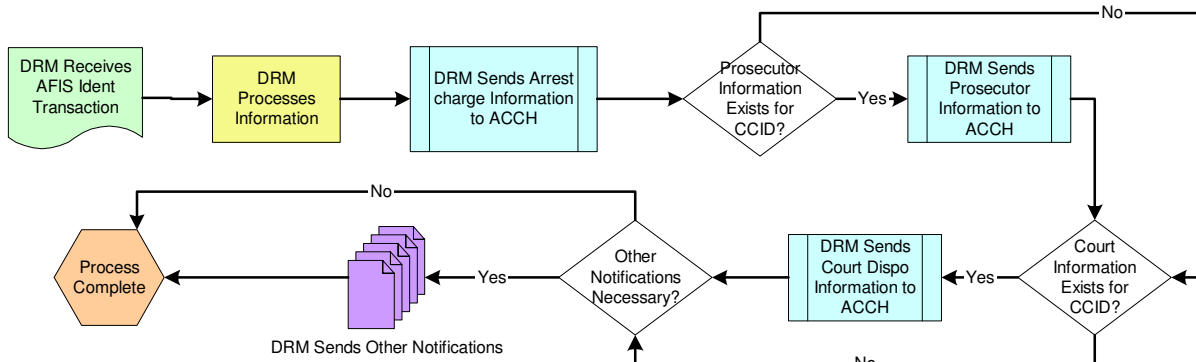 No
DRM Receives
AFIS Ident
Transaction
DRM
Processes
Information
DRM Sends Arrest
charge Information
to ACCH
Prosecutor
Information
Exists for
CCID?
Yes
DRM Sends
Prosecutor
Information to
ACCH
No
Process
Complete
Yes
Other
Notifications
Necessary?
DRM Sends
Court Dispo
Information to
ACCH
Yes
Court
Information
Exists for
CCID?
DRM Sends Other Notifications
No